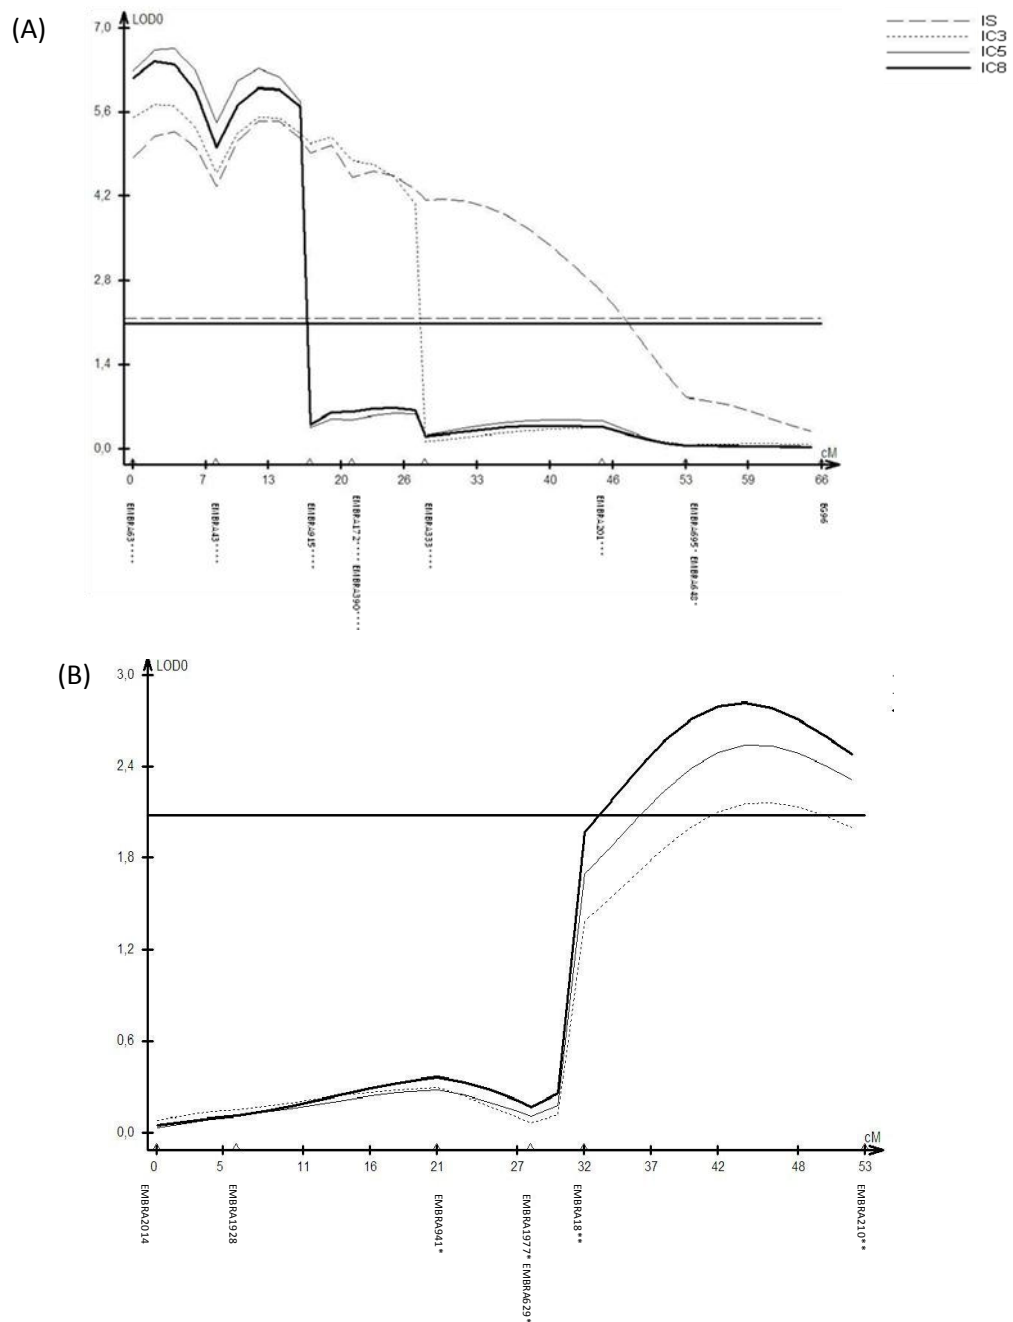 (A)
LOD0
IS
IC3
IC5
IC8
7,0
5,6
4,2
2,8
1,4
0,0
cM
0 7 13 20 26 33 40 46 53 59 66
EMBRA63
EMBRA43
EMBRA915
EMBRA172
EMBRA390
EMBRA333
EMBRA201
EMBRA695 EMBRA648
(B)
LOD0
3,0
2,4
1,8
1,2
0,6
0,0
cM
0 5 11 16 21 27 32 37 42 48 53
EMBRA2014
EMBRA1928
EMBRA941*
EMBRA1977* EMBRA629*
EMBRA18**
EMBRA210**